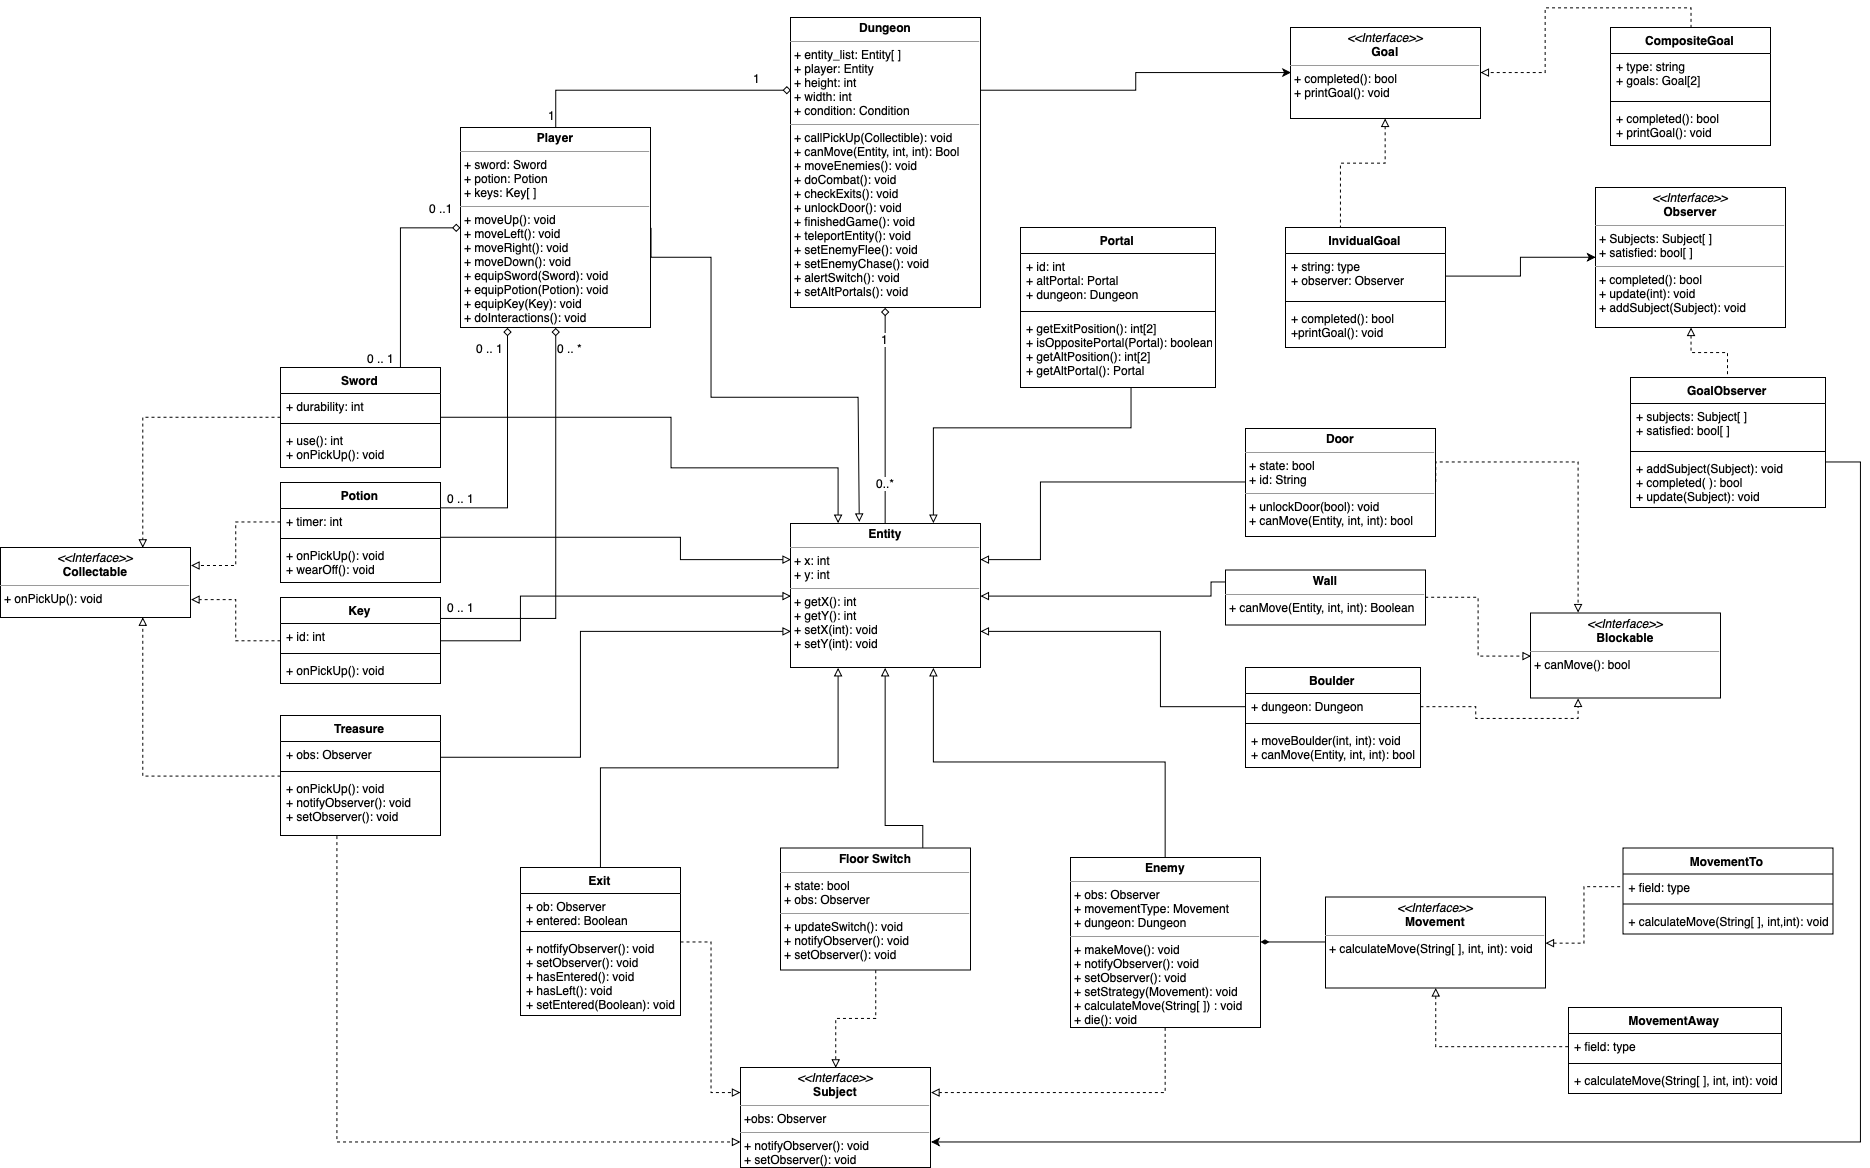 Dungeon
+ entity_list: Entity[ ]
+ player: Entity
+ height: int
+ width: int
+ condition: Condition
+ callPickUp(Collectible): void
+ canMove(Entity, int, int): Bool
+ moveEnemies(): void
+ doCombat(): void
+ checkExits(): void
+ unlockDoor(): void
+ finishedGame(): void
+ teleportEntity(): void
+ setEnemyFlee(): void
+ setEnemyChase(): void
+ alertSwitch(): void
+ setAltPortals(): void
<<Interface>>
Goal
+ completed(): bool
+ printGoal(): void
CompositeGoal
+ type: string
+ goals: Goal[2]
+ completed(): bool
+ printGoal(): void
1
1
Player
+ sword: Sword
+ potion: Potion
+ keys: Key[ ]
+ moveUp(): void
+ moveLeft(): void
+ moveRight(): void
+ moveDown(): void
+ equipSword(Sword): void
+ equipPotion(Potion): void
+ equipKey(Key): void
+ doInteractions(): void
0 ..1
0 .. 1
0 .. 1
0 .. *
1
0..*
Portal
+ id: int
+ altPortal: Portal
+ dungeon: Dungeon
+ getExitPosition(): int[2]
+ isOppositePortal(Portal): boolean
+ getAltPosition(): int[2]
+ getAltPortal(): Portal
InvidualGoal
+ string: type
+ observer: Observer
+ completed(): bool
+printGoal(): void
<<Interface>>
Observer
+ Subjects: Subject[ ]
+ satisfied: bool[ ]
+ completed(): bool
+ update(int): void
+ addSubject(Subject): void
GoalObserver
+ subjects: Subject[ ]
+ satisfied: bool[ ]
+ addSubject(Subject): void
+ completed( ): bool
+ update(Subject): void
Sword
+ durability: int
+ use(): int
+ onPickUp(): void
Potion
+ timer: int
+ onPickUp(): void
+ wearOff(): void
0 .. 1
Key
+ id: int
+ onPickUp(): void
0 .. 1
<<Interface>>
Collectable
+ onPickUp(): void
Treasure
+ obs: Observer
+ onPickUp(): void
+ notifyObserver(): void
+ setObserver(): void
Entity
+ x: int
+ y: int
+ getX(): int
+ getY(): int
+ setX(int): void
+ setY(int): void
Door
+ state: bool
+ id: String
+ unlockDoor(bool): void
+ canMove(Entity, int, int): bool
Wall
+ canMove(Entity, int, int): Boolean
<<Interface>>
Blockable
+ canMove(): bool
Boulder
+ dungeon: Dungeon
+ moveBoulder(int, int): void
+ canMove(Entity, int, int): bool
Exit
+ ob: Observer
+ entered: Boolean
+ notfifyObserver(): void
+ setObserver(): void
+ hasEntered(): void
+ hasLeft(): void
+ setEntered(Boolean): void
Floor Switch
+ state: bool
+ obs: Observer
+ updateSwitch(): void
+ notifyObserver(): void
+ setObserver(): void
Enemy
+ obs: Observer
+ movementType: Movement
+ dungeon: Dungeon
+ makeMove(): void
+ notifyObserver(): void
+ setObserver(): void
+ setStrategy(Movement): void
+ calculateMove(String[ ]) : void
+ die(): void
<<Interface>>
Movement
+ calculateMove(String[ ], int, int): void
MovementTo
+ field: type
+ calculateMove(String[ ], int,int): void
MovementAway
+ field: type
+ calculateMove(String[ ], int, int): void
<<Interface>>
Subject
+obs: Observer
+ notifyObserver(): void
+ setObserver(): void